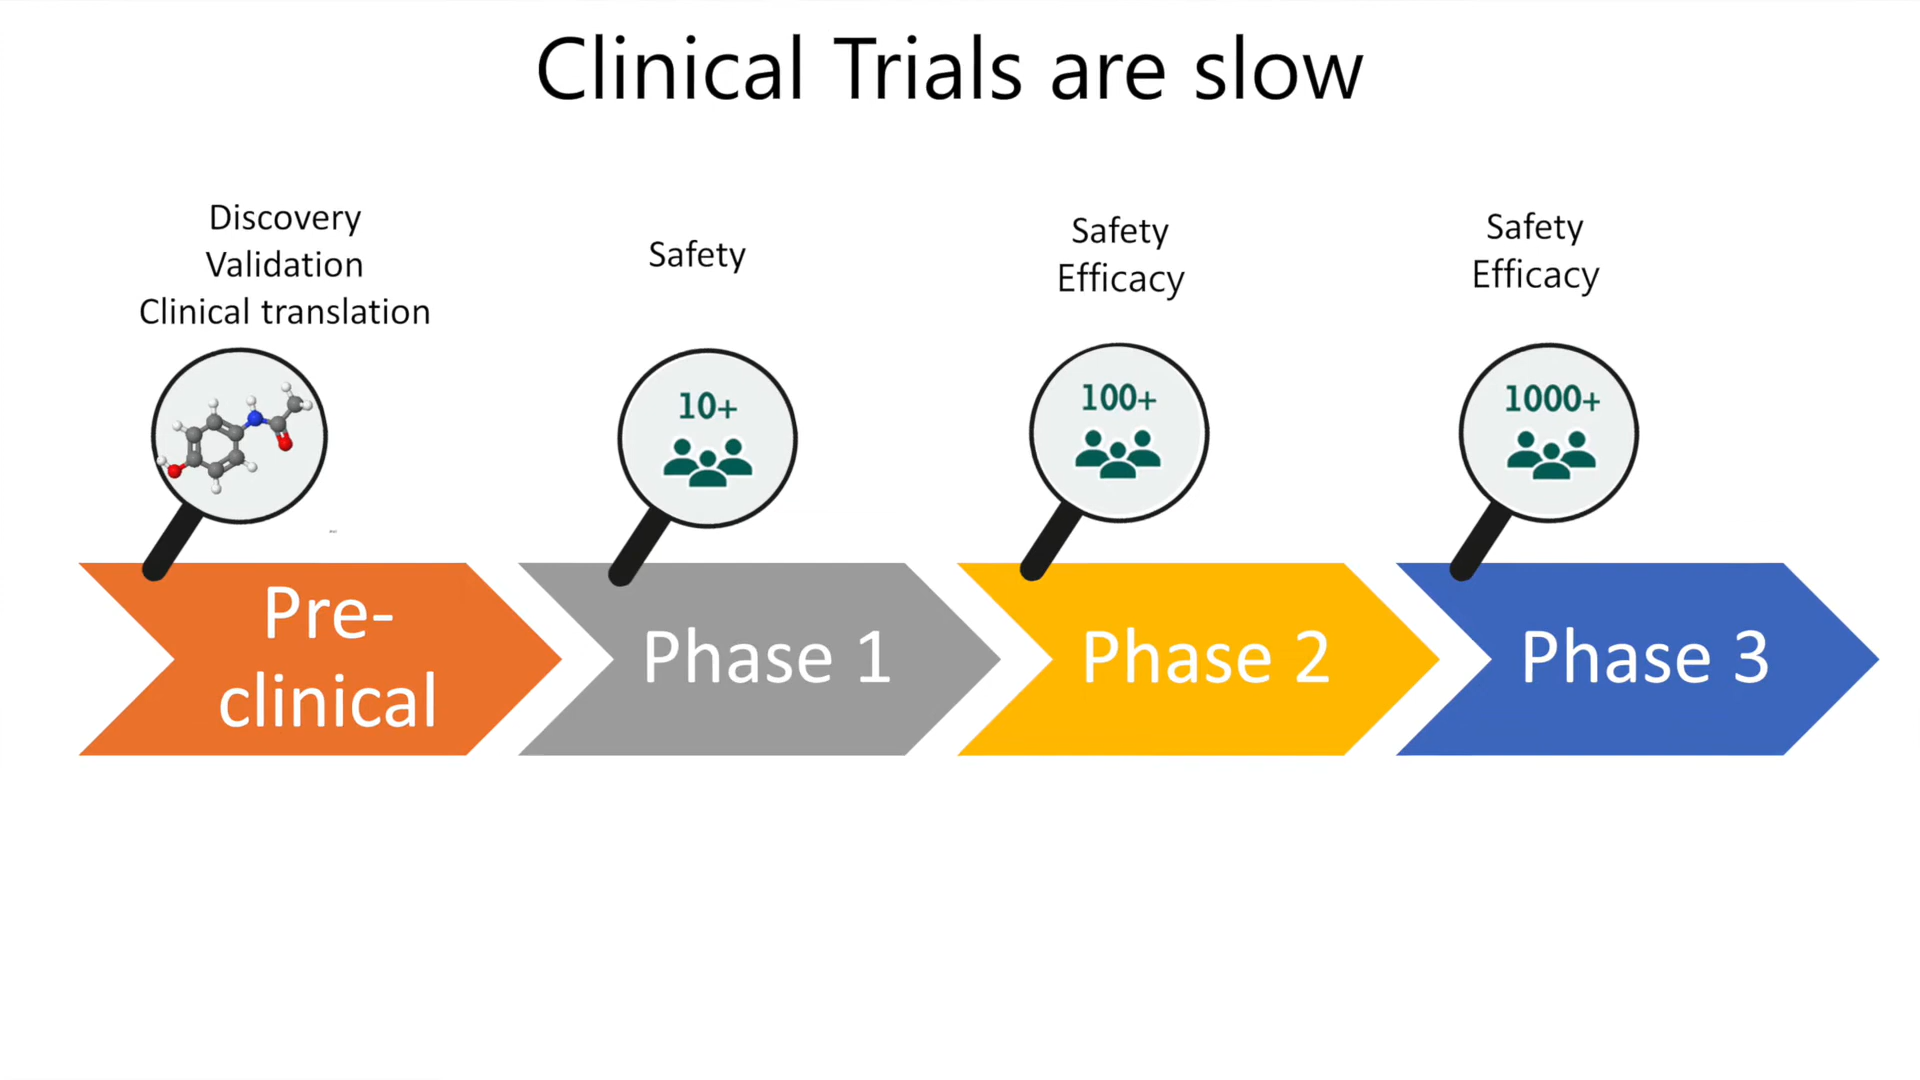 Clinical Trials are slow
Discovery
Validation
Clinical translation
Safety
Safety
Efficacy
Safety
Efficacy
10+
100+
1000+
Pre-
clinical
Phase 1
Phase 2
Phase 3